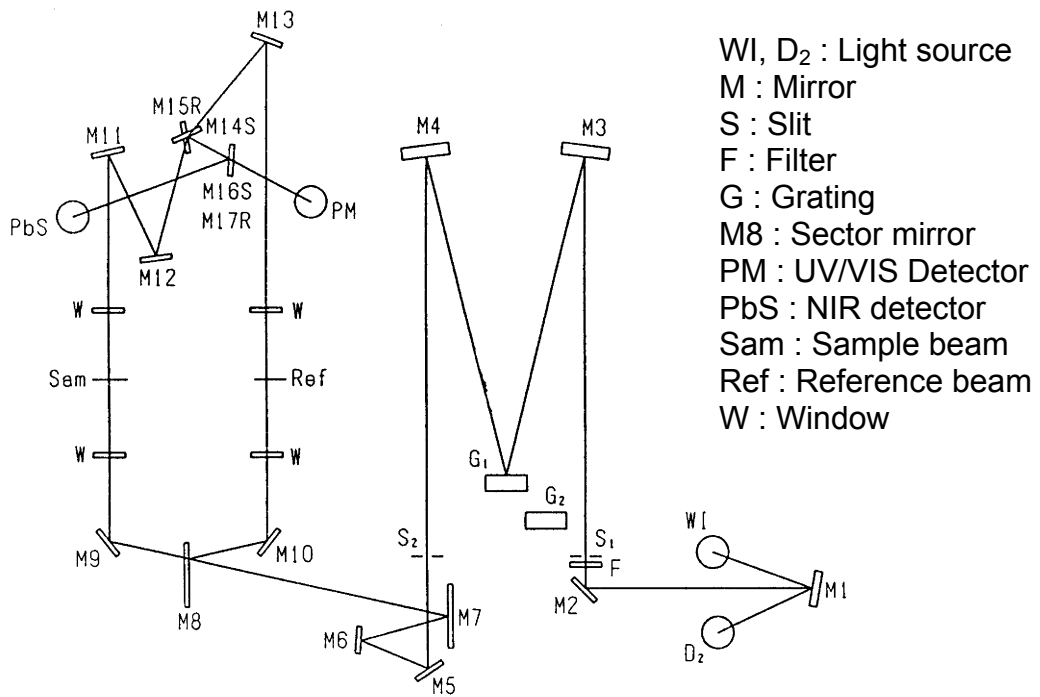 M13
M15R
M14S
M11
M16S
M17R
PbS
PM
M12
W
W
Sam
Ref
W
W
M9
M10
M8
M4
M3
G₁
G₂
S₂
S₁
F
M2
WI
M1
D₂
M7
M6
M5
WI, D₂ : Light source
M : Mirror
S : Slit
F : Filter
G : Grating
M8 : Sector mirror
PM : UV/VIS Detector
PbS : NIR detector
Sam : Sample beam
Ref : Reference beam
W : Window